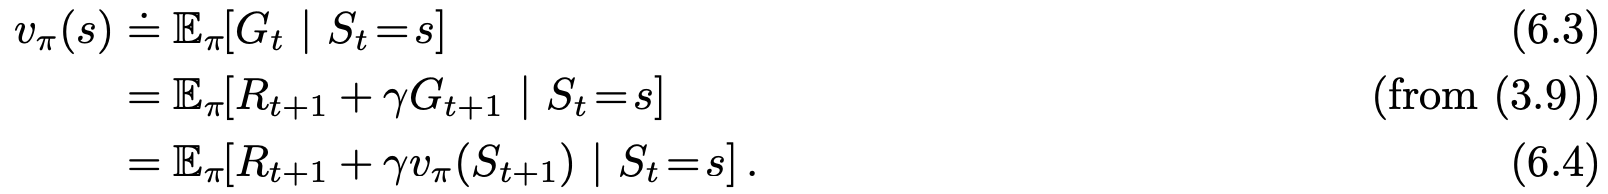 v_π(s) ≐ 𝔼_π[G_t | S_t=s] (6.3)
= 𝔼_π[R_{t+1} + γG_{t+1} | S_t=s] (from (3.9))
= 𝔼_π[R_{t+1} + γv_π(S_{t+1}) | S_t=s] . (6.4)